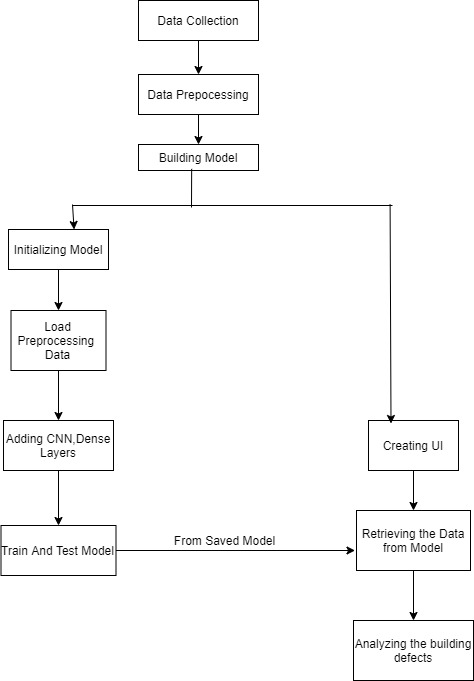 Data Collection
Data Prepocessing
Building Model
Initializing Model
Load
Preprocessing
Data
Adding CNN,Dense
Layers
Creating UI
Train And Test Model
From Saved Model
Retrieving the Data
from Model
Analyzing the building
defects